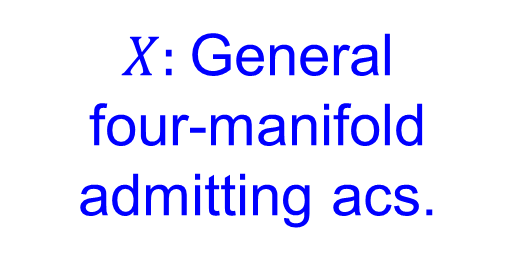 X: General
four-manifold
admitting acs.